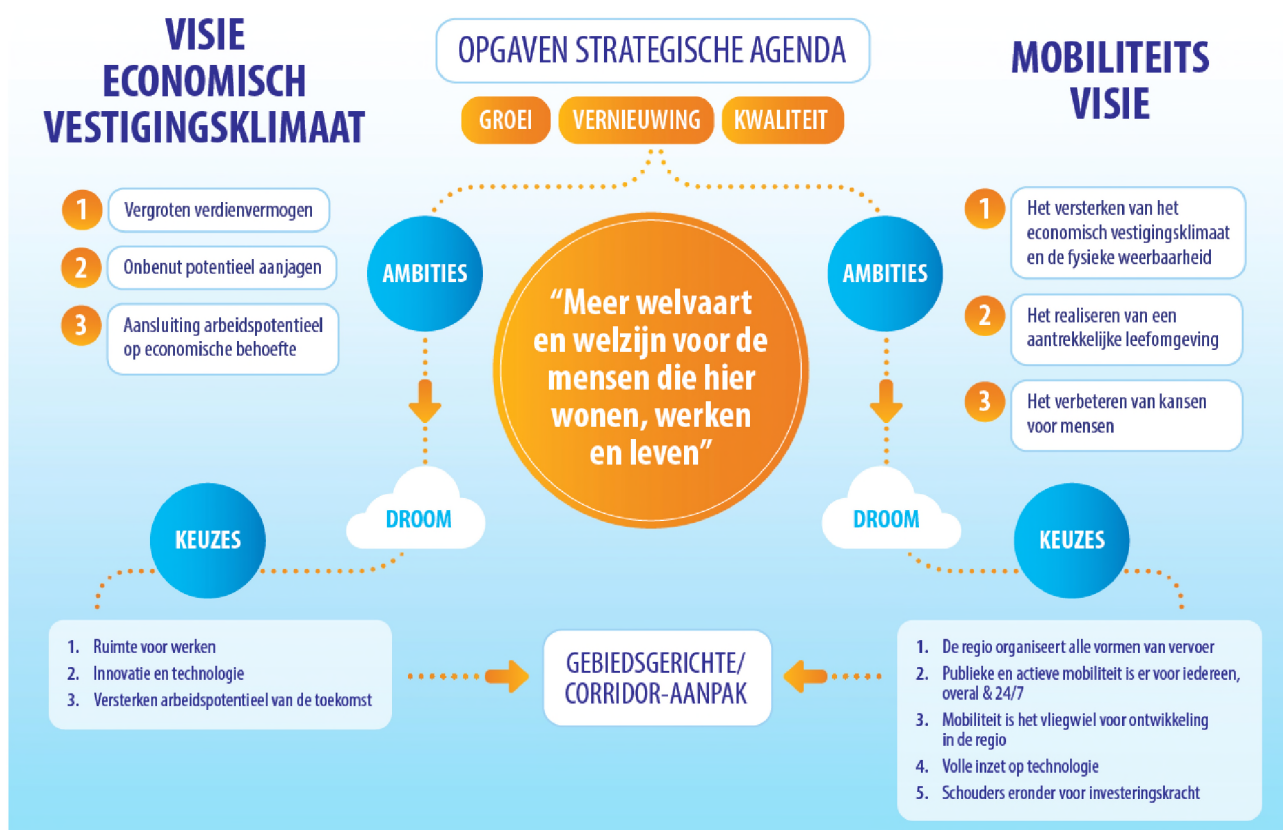 VISIE
ECONOMISCH
VESTIGINGSKLIMAAT
OPGAVEN STRATEGISCHE AGENDA
GROEI
VERNIEUWING
KWALITEIT
MOBILITEITS
VISIE
1
Vergroten verdienvermogen
2
Onbenut potentieel aanjagen
3
Aansluiting arbeidspotentieel
op economische behoefte
AMBITIES
DROOM
KEUZES
1. Ruimte voor werken
2. Innovatie en technologie
3. Versterken arbeidspotentieel van de toekomst
“Meer welvaart
en welzijn voor de
mensen die hier
wonen, werken
en leven”
GEBIEDSGERICHTE/
CORRIDOR-AANPAK
AMBITIES
1
Het versterken van het
economisch vestigingsklimaat
en de fysieke weerbaarheid
2
Het realiseren van een
aantrekkelijke leefomgeving
3
Het verbeteren van kansen
voor mensen
DROOM
KEUZES
1. De regio organiseert alle vormen van vervoer
2. Publieke en actieve mobiliteit is er voor iedereen,
overal & 24/7
3. Mobiliteit is het vliegwiel voor ontwikkeling
in de regio
4. Volle inzet op technologie
5. Schouders eronder voor investeringskracht